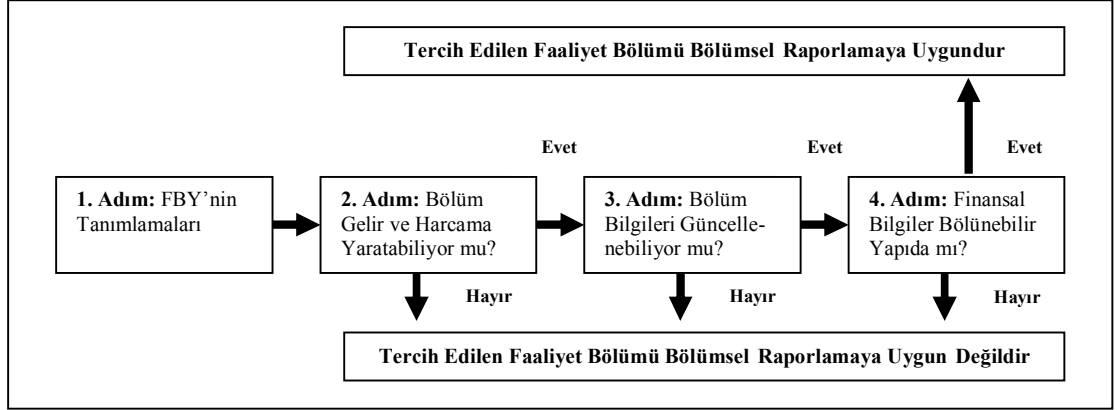 Tercih Edilen Faaliyet Bölümü Bölümsel Raporlamaya Uygundur
Evet
Evet
Evet
1. Adım: FBY’nin
Tanımlamaları
2. Adım: Bölüm
Gelir ve Harcama
Yaratabiliyor mu?
3. Adım: Bölüm
Bilgileri Güncelle-
nebiliyor mu?
4. Adım: Finansal
Bilgiler Bölünebilir
Yapıda mı?
Hayır
Hayır
Hayır
Tercih Edilen Faaliyet Bölümü Bölümsel Raporlamaya Uygun Değildir